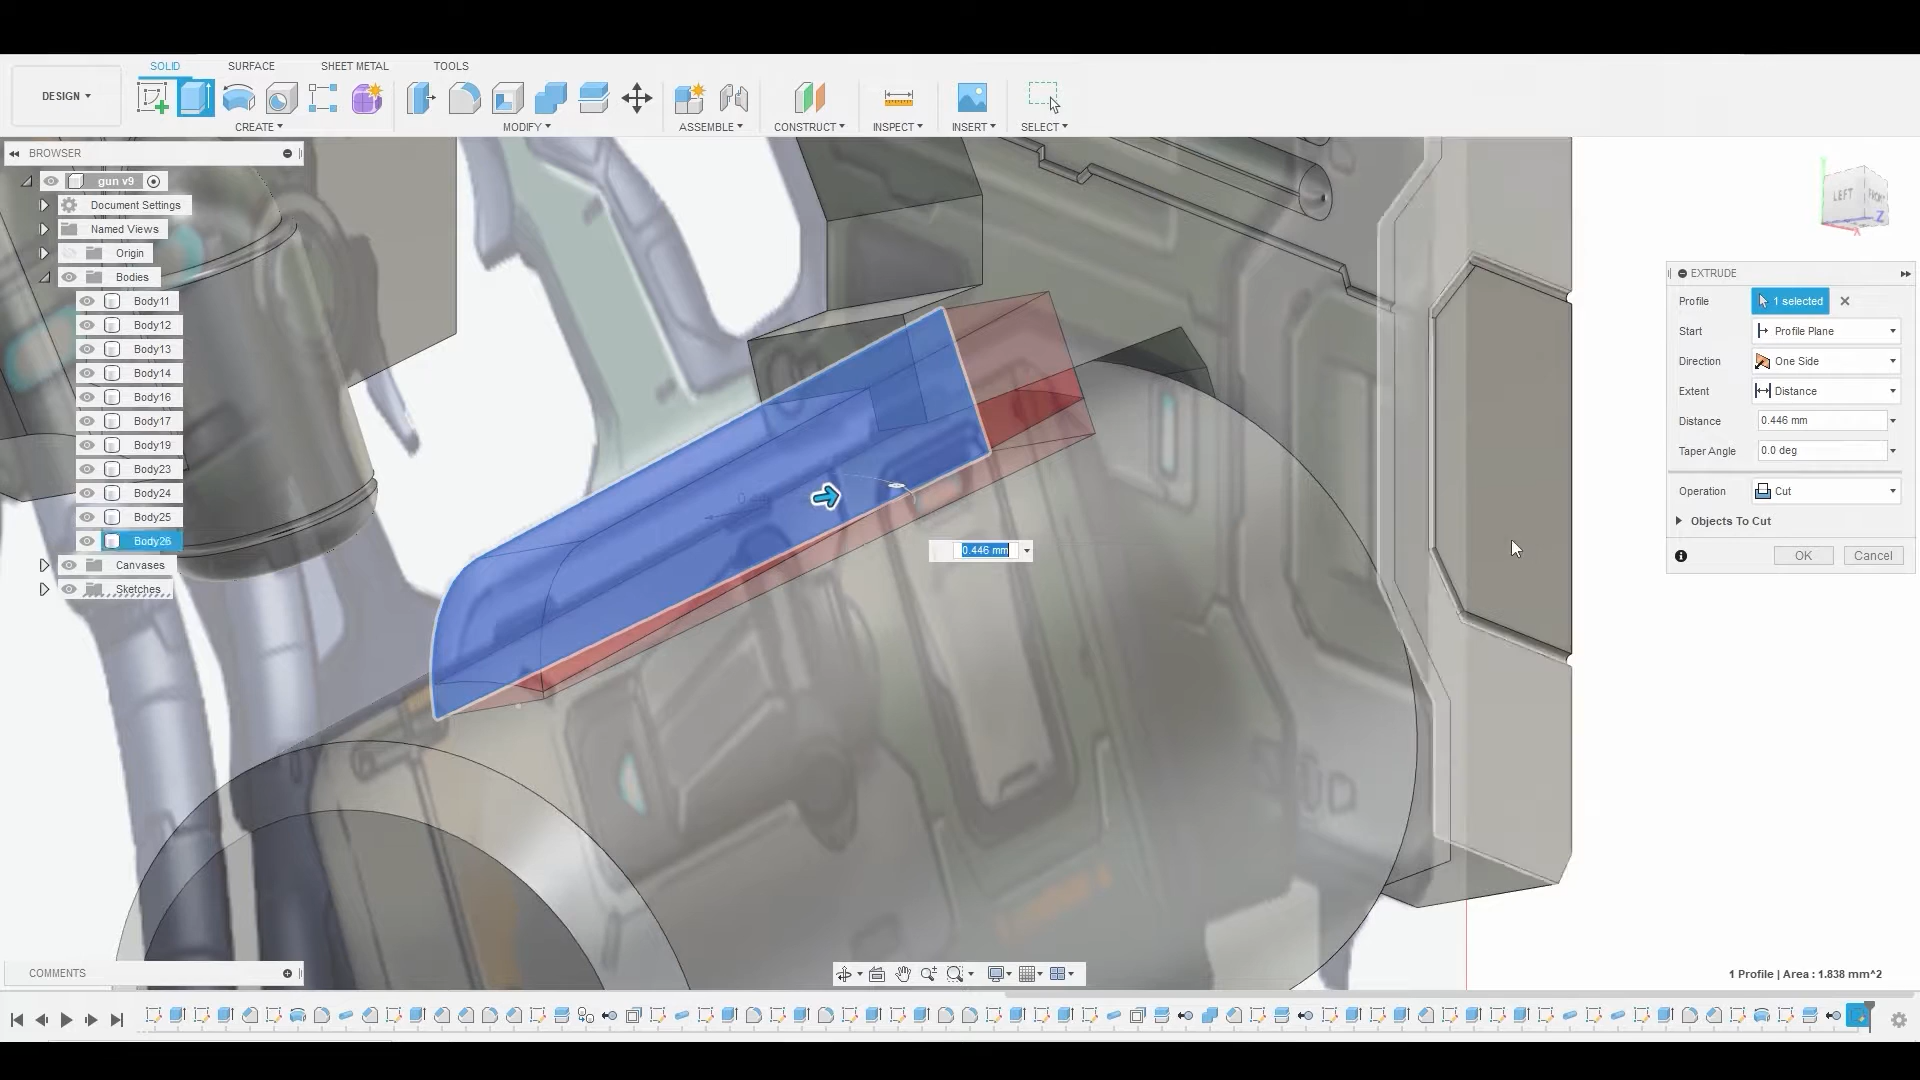 SOLID SURFACE SHEET METAL TOOLS
DESIGN
CREATE MODIFY ASSEMBLE CONSTRUCT INSPECT INSERT SELECT
BROWSER
gun v9
Document Settings
Named Views
Origin
Bodies
Body11
Body12
Body13
Body14
Body16
Body17
Body19
Body23
Body24
Body25
Body26
Canvases
Sketches
LEFT
Z
X
EXTRUDE
Profile 1 selected
Start Profile Plane
Direction One Side
Extent Distance
Distance 0.446 mm
Taper Angle 0.0 deg
Operation Cut
Objects To Cut
OK Cancel
0.446 mm
COMMENTS
1 Profile | Area : 1.838 mm^2